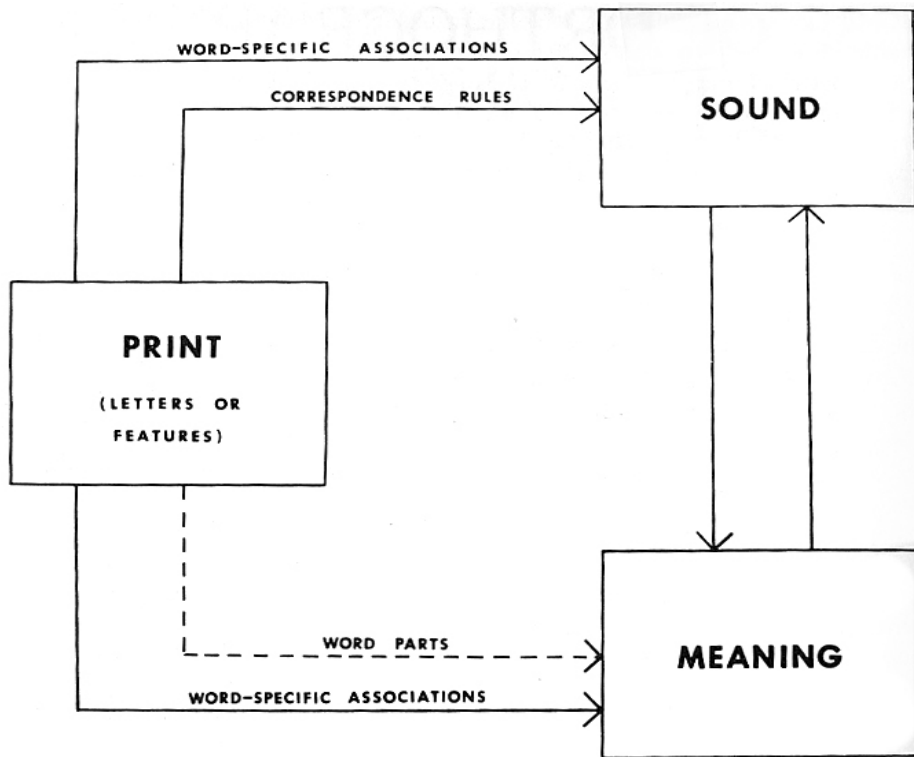 WORD-SPECIFIC ASSOCIATIONS
CORRESPONDENCE RULES
SOUND
PRINT
(LETTERS OR
FEATURES)
WORD PARTS
MEANING
WORD-SPECIFIC ASSOCIATIONS